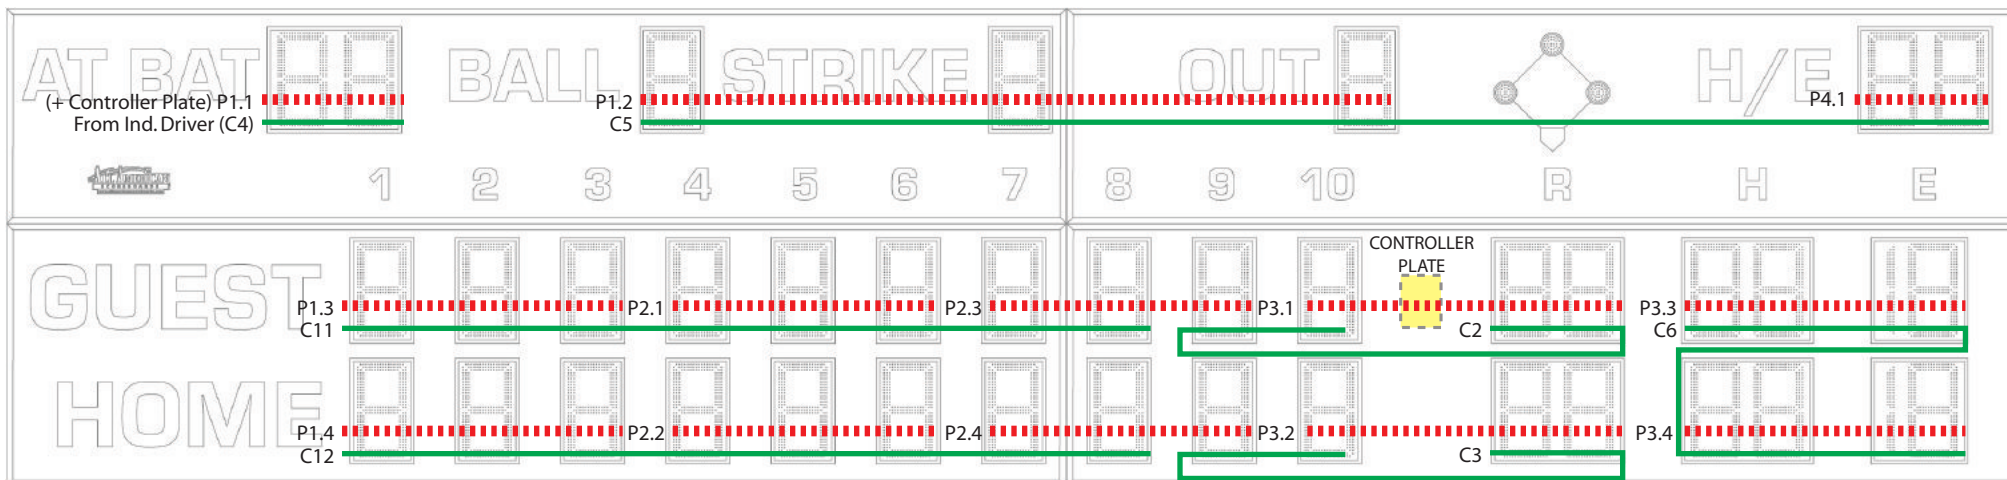 AT BAT
BALL
STRIKE
OUT
H/E
(+ Controller Plate) P1.1
From Ind. Driver (C4)
P1.2
C5
P4.1
1 2 3 4 5 6 7 8 9 10 R H E
GUEST
CONTROLLER
PLATE
P1.3
C11
P2.1
P2.3
P3.1
C2
P3.3
C6
HOME
P1.4
C12
P2.2
P2.4
P3.2
C3
P3.4